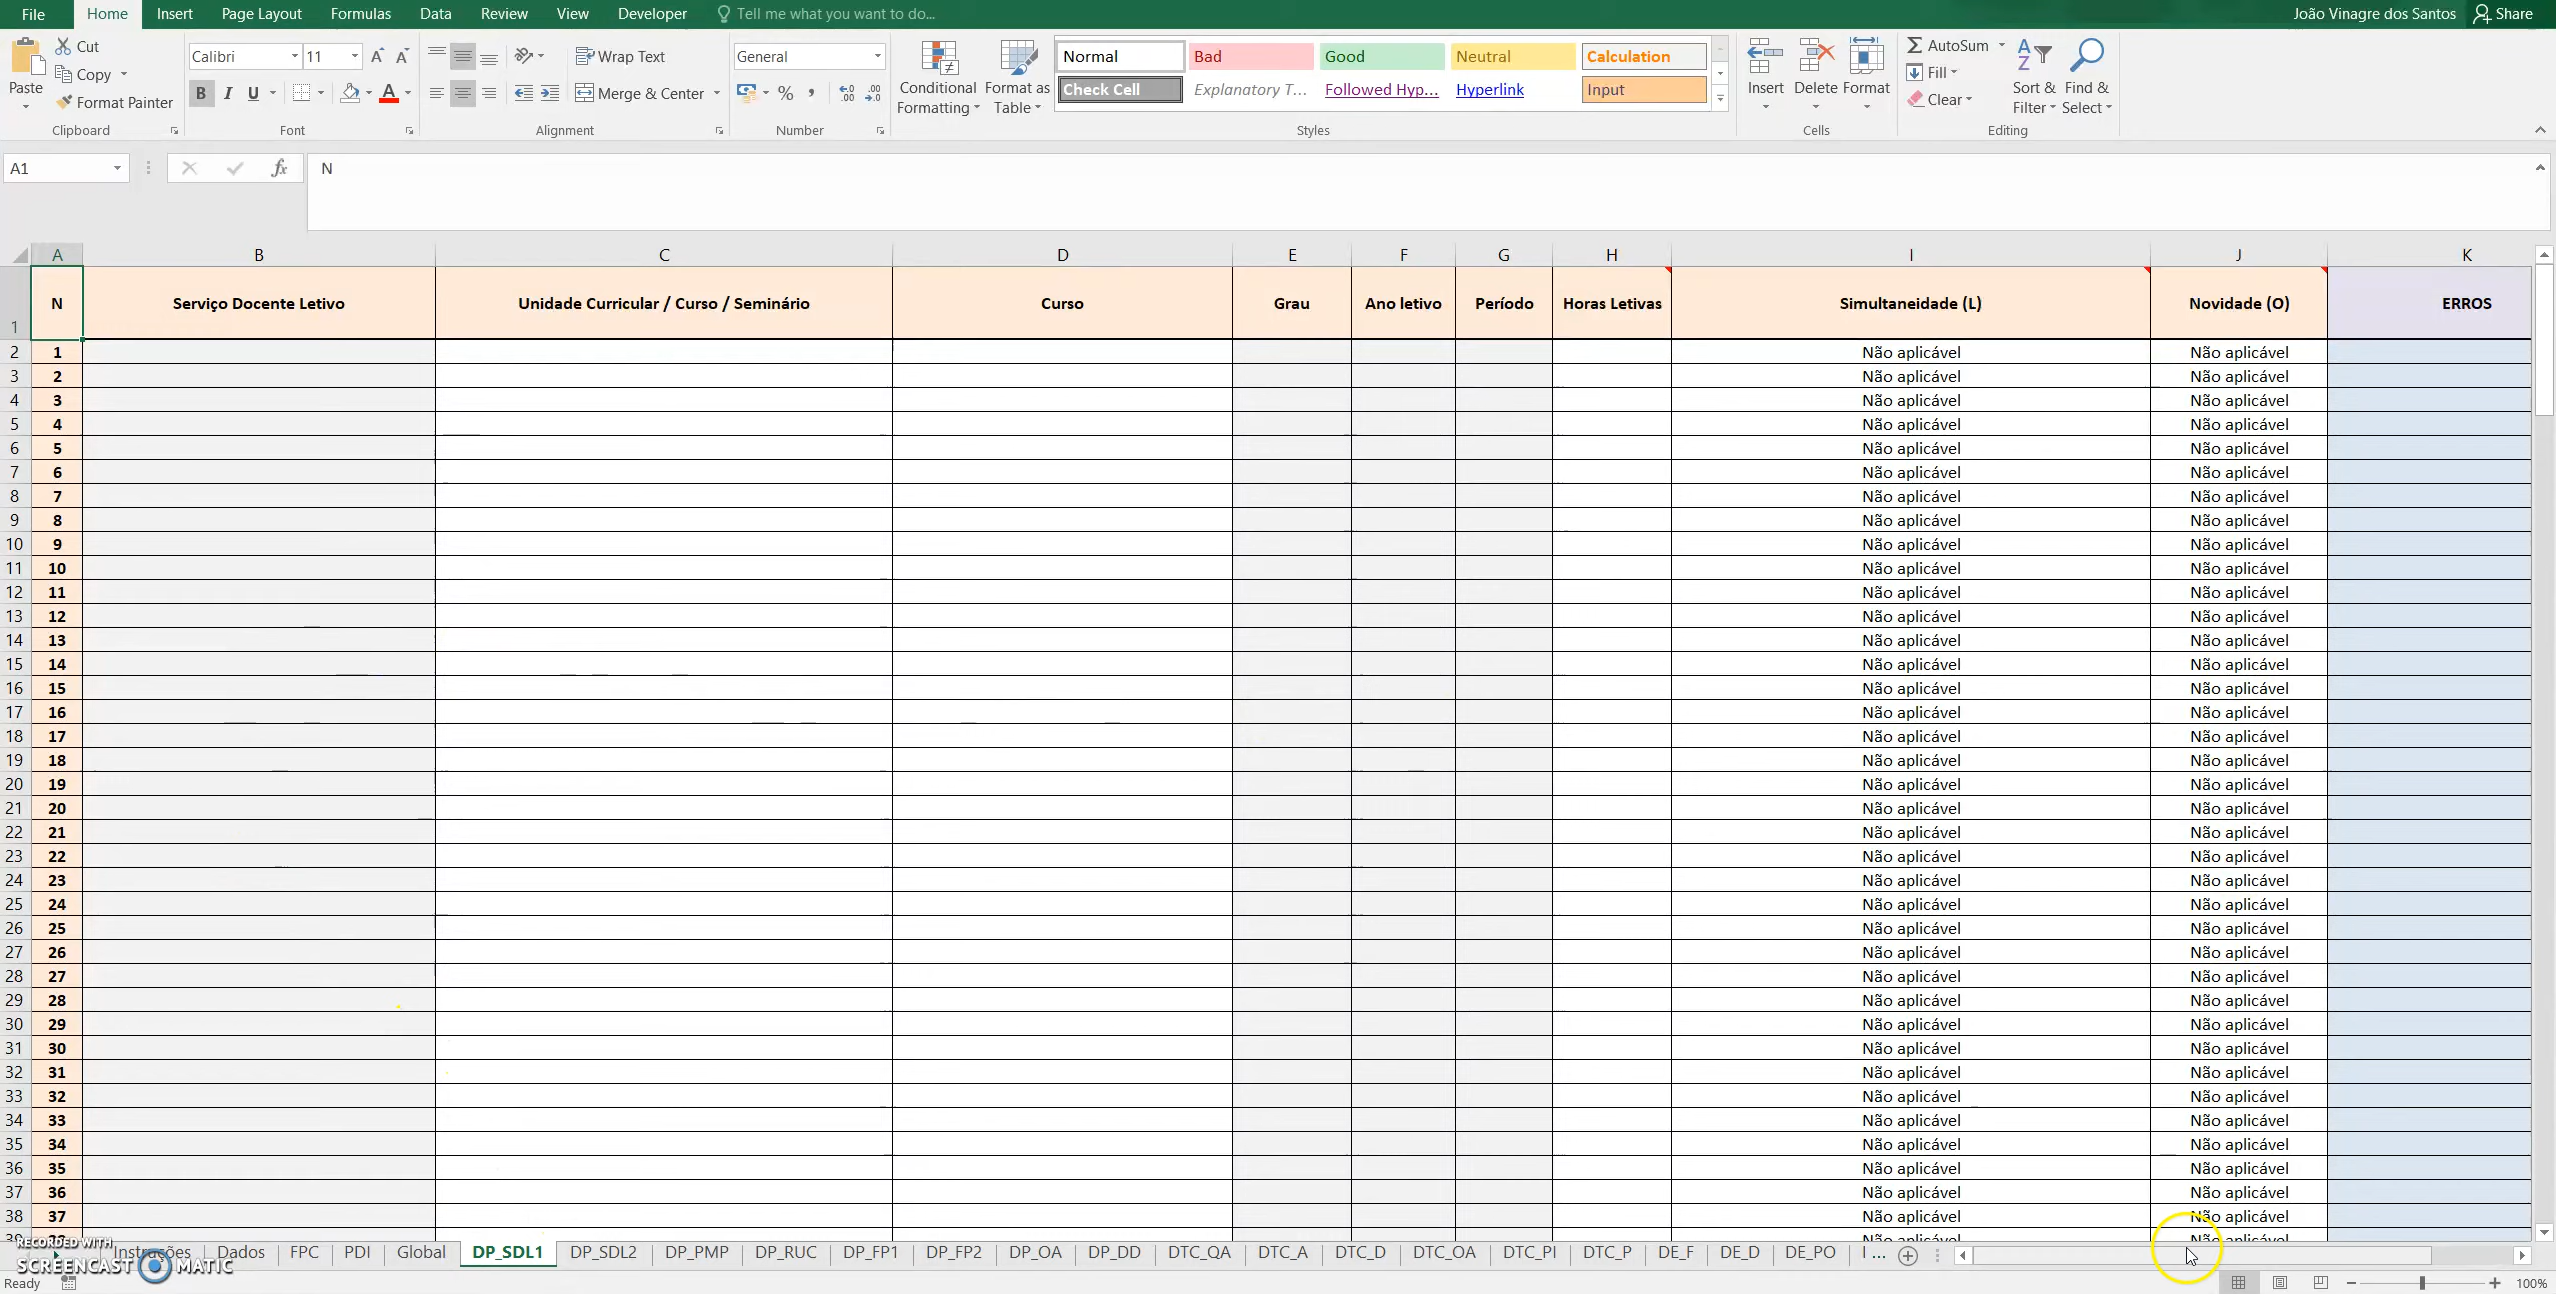 File Home Insert Page Layout Formulas Data Review View Developer Tell me what you want to do... João Vinagre dos Santos Share
Cut Calibri 11 Wrap Text General Normal Bad Good Neutral Calculation AutoSum
Copy Fill
Paste Format Painter Merge & Center Conditional Formatting Format as Table Check Cell Explanatory T... Followed Hyp... Hyperlink Input Insert Delete Format Clear Sort & Filter Find & Select
Clipboard Font Alignment Number Styles Cells Editing
A1 fx N
A B C D E F G H I J K
1 N Serviço Docente Letivo Unidade Curricular / Curso / Seminário Curso Grau Ano letivo Período Horas Letivas Simultaneidade (L) Novidade (O) ERROS
2 1 Não aplicável Não aplicável
3 2 Não aplicável Não aplicável
4 3 Não aplicável Não aplicável
5 4 Não aplicável Não aplicável
6 5 Não aplicável Não aplicável
7 6 Não aplicável Não aplicável
8 7 Não aplicável Não aplicável
9 8 Não aplicável Não aplicável
10 9 Não aplicável Não aplicável
11 10 Não aplicável Não aplicável
12 11 Não aplicável Não aplicável
13 12 Não aplicável Não aplicável
14 13 Não aplicável Não aplicável
15 14 Não aplicável Não aplicável
16 15 Não aplicável Não aplicável
17 16 Não aplicável Não aplicável
18 17 Não aplicável Não aplicável
19 18 Não aplicável Não aplicável
20 19 Não aplicável Não aplicável
21 20 Não aplicável Não aplicável
22 21 Não aplicável Não aplicável
23 22 Não aplicável Não aplicável
24 23 Não aplicável Não aplicável
25 24 Não aplicável Não aplicável
26 25 Não aplicável Não aplicável
27 26 Não aplicável Não aplicável
28 27 Não aplicável Não aplicável
29 28 Não aplicável Não aplicável
30 29 Não aplicável Não aplicável
31 30 Não aplicável Não aplicável
32 31 Não aplicável Não aplicável
33 32 Não aplicável Não aplicável
34 33 Não aplicável Não aplicável
35 34 Não aplicável Não aplicável
36 35 Não aplicável Não aplicável
37 36 Não aplicável Não aplicável
38 37 Não aplicável Não aplicável
39 38 Não aplicável Não aplicável
RECORDED WITH
Instruções Dados FPC PDI Global DP_SDL1 DP_SDL2 DP_PMP DP_RUC DP_FP1 DP_FP2 DP_OA DP_DD DTC_QA DTC_A DTC_D DTC_OA DTC_PI DTC_P DE_F DE_D DE_PO I ...
SCREENCAST MATIC
Ready 100%